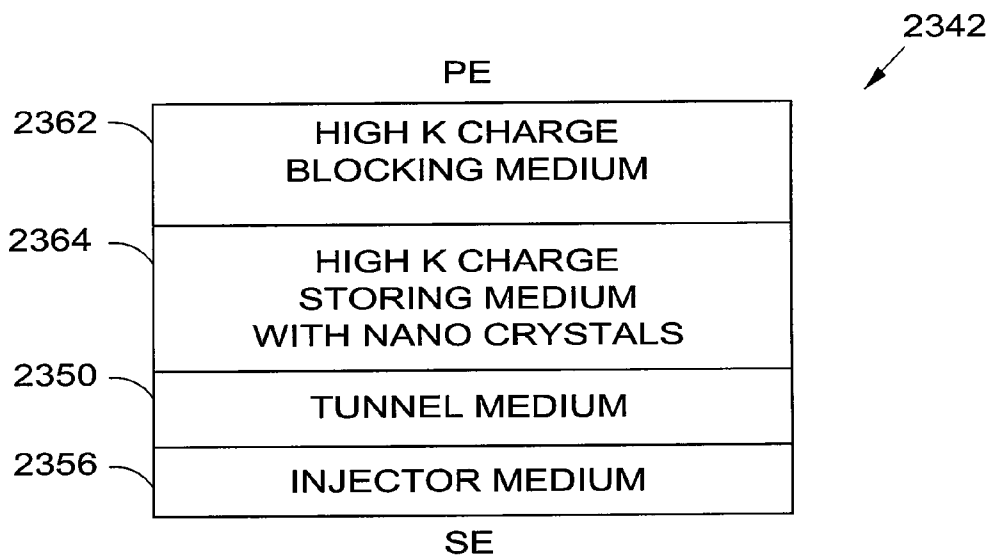 2342
PE
2362
HIGH K CHARGE
BLOCKING MEDIUM
2364
HIGH K CHARGE
STORING MEDIUM
WITH NANO CRYSTALS
2350
TUNNEL MEDIUM
2356
INJECTOR MEDIUM
SE